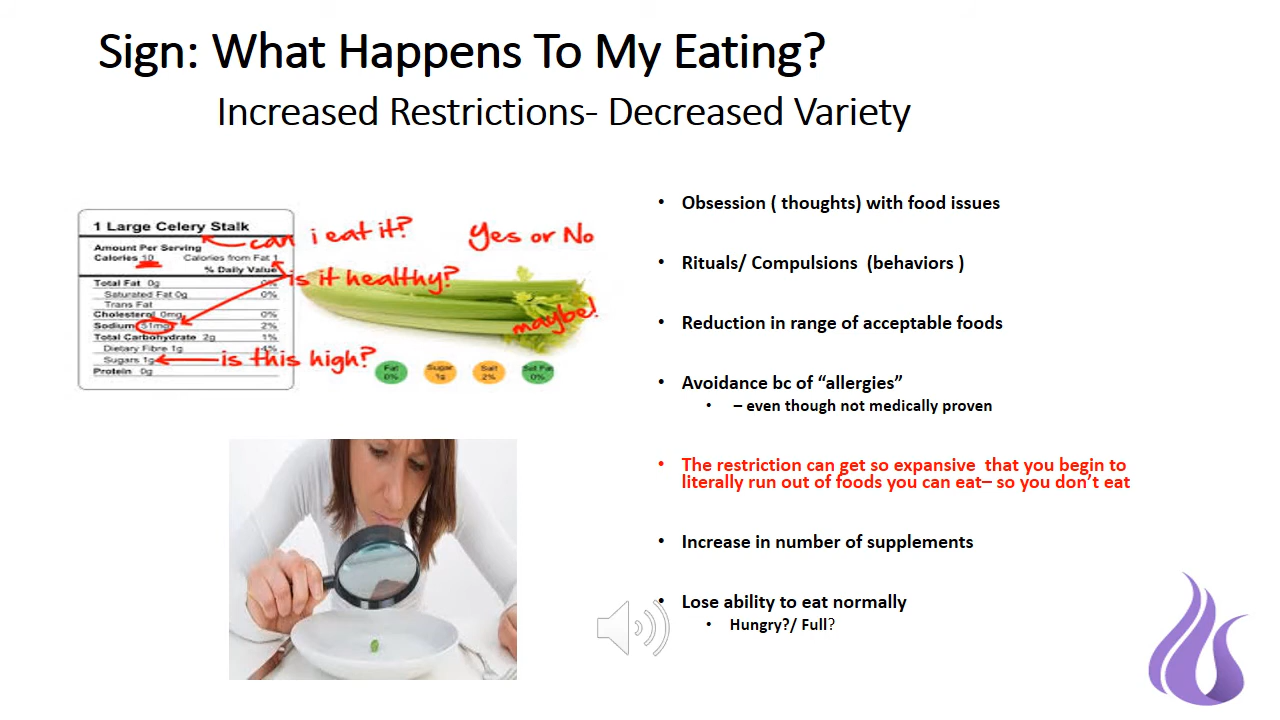 Sign: What Happens To My Eating?
Increased Restrictions- Decreased Variety
1 Large Celery Stalk
can i eat it?
Yes or No
Amount Per Serving
Calories 10 Calories from Fat 1
% Daily Value
is it healthy?
Total Fat 0g 0%
Saturated Fat 0g 0%
Trans Fat
Cholesterol 0mg 0%
maybe!
Sodium 51mg 2%
Total Carbohydrate 2g 1%
Dietary Fibre 1g 4%
Sugars 1g
is this high?
Protein 0g
Fat
0%
Sugar
1g
Salt
2%
Sat Fat
0%
• Obsession ( thoughts) with food issues
• Rituals/ Compulsions (behaviors )
• Reduction in range of acceptable foods
• Avoidance bc of “allergies”
• – even though not medically proven
• The restriction can get so expansive that you begin to
literally run out of foods you can eat– so you don’t eat
• Increase in number of supplements
• Lose ability to eat normally
• Hungry?/ Full?